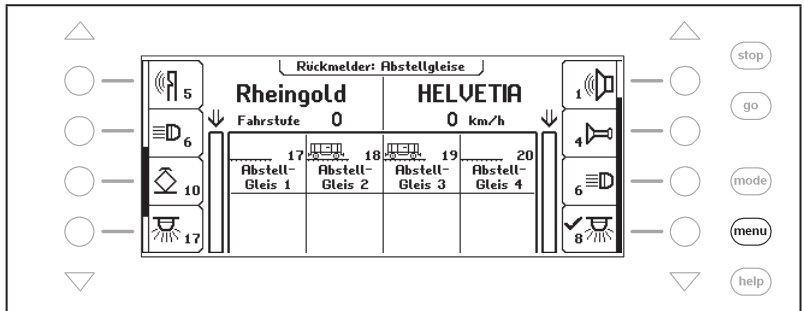 Rückmelder: Abstellgleise
stop
5
Rheingold
HELVETIA
1
go
6
Fahrstufe 0
0 km/h
4
17
18
19
20
Abstell-Gleis 1
Abstell-Gleis 2
Abstell-Gleis 3
Abstell-Gleis 4
10
6
mode
17
8
menu
help